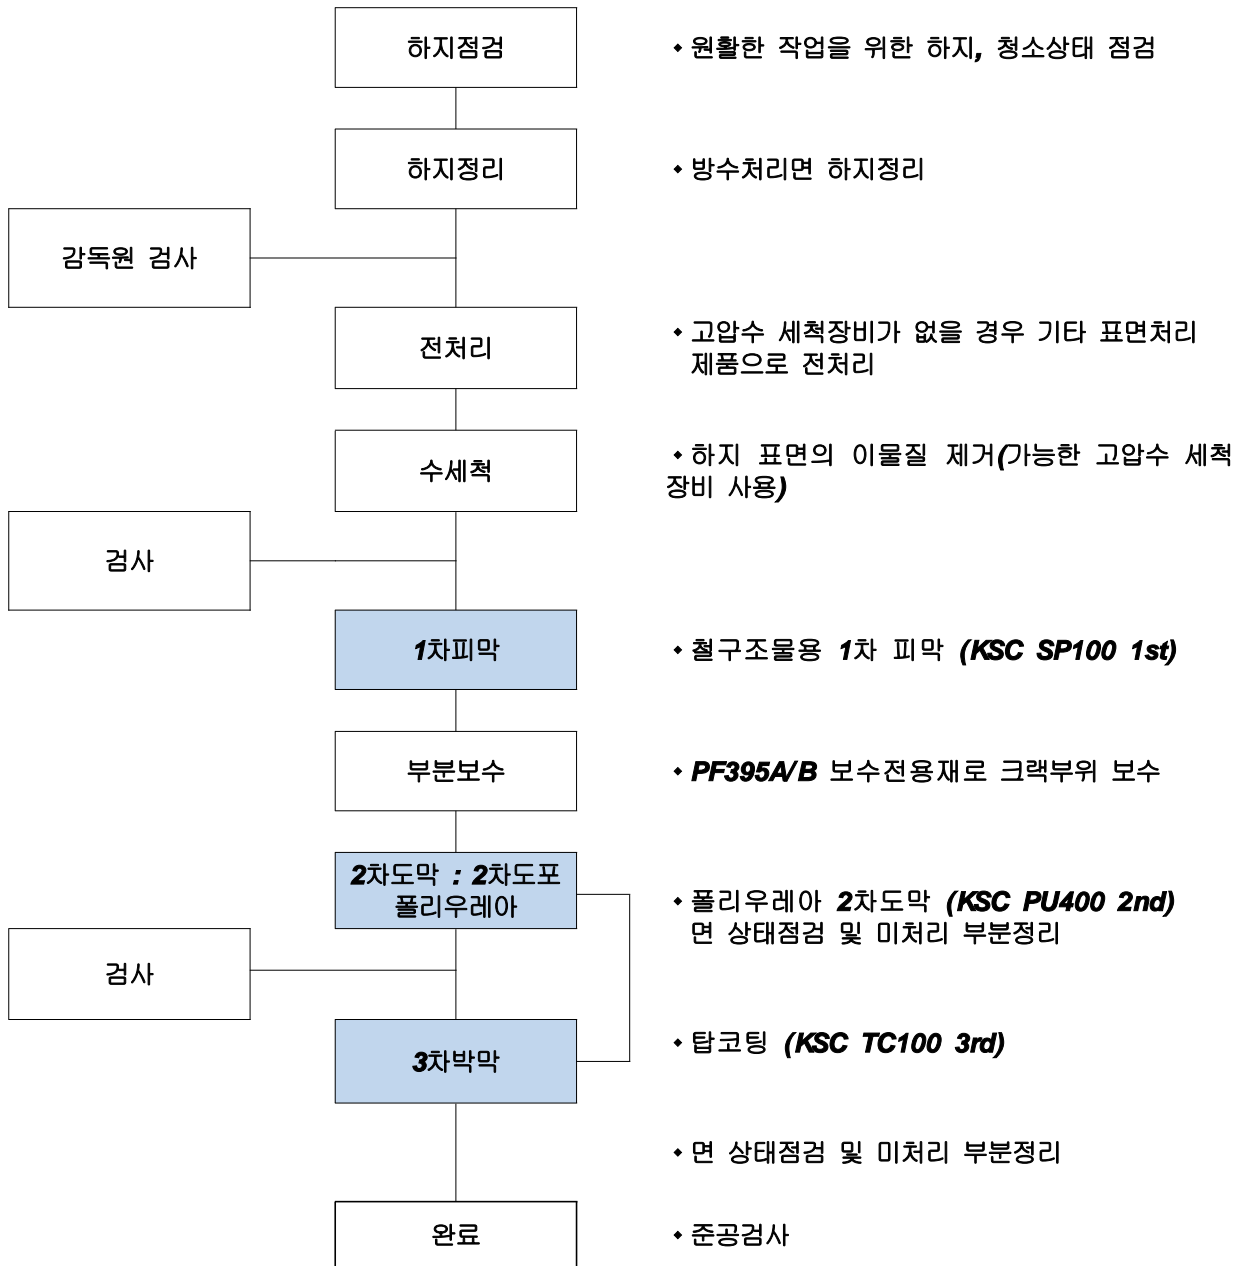 하지점검
◆ 원활한 작업을 위한 하지, 청소상태 점검
하지정리
◆ 방수처리면 하지정리
감독원 검사
전처리
◆ 고압수 세척장비가 없을 경우 기타 표면처리
제품으로 전처리
수세척
◆ 하지 표면의 이물질 제거(가능한 고압수 세척
장비 사용)
검사
1차피막
◆ 철구조물용 1차 피막 (KSC SP100 1st)
부분보수
◆ PF395A/B 보수전용재로 크랙부위 보수
2차도막 : 2차도포
폴리우레아
◆ 폴리우레아 2차도막 (KSC PU400 2nd)
면 상태점검 및 미처리 부분정리
검사
3차박막
◆ 탑코팅 (KSC TC100 3rd)
◆ 면 상태점검 및 미처리 부분정리
완료
◆ 준공검사